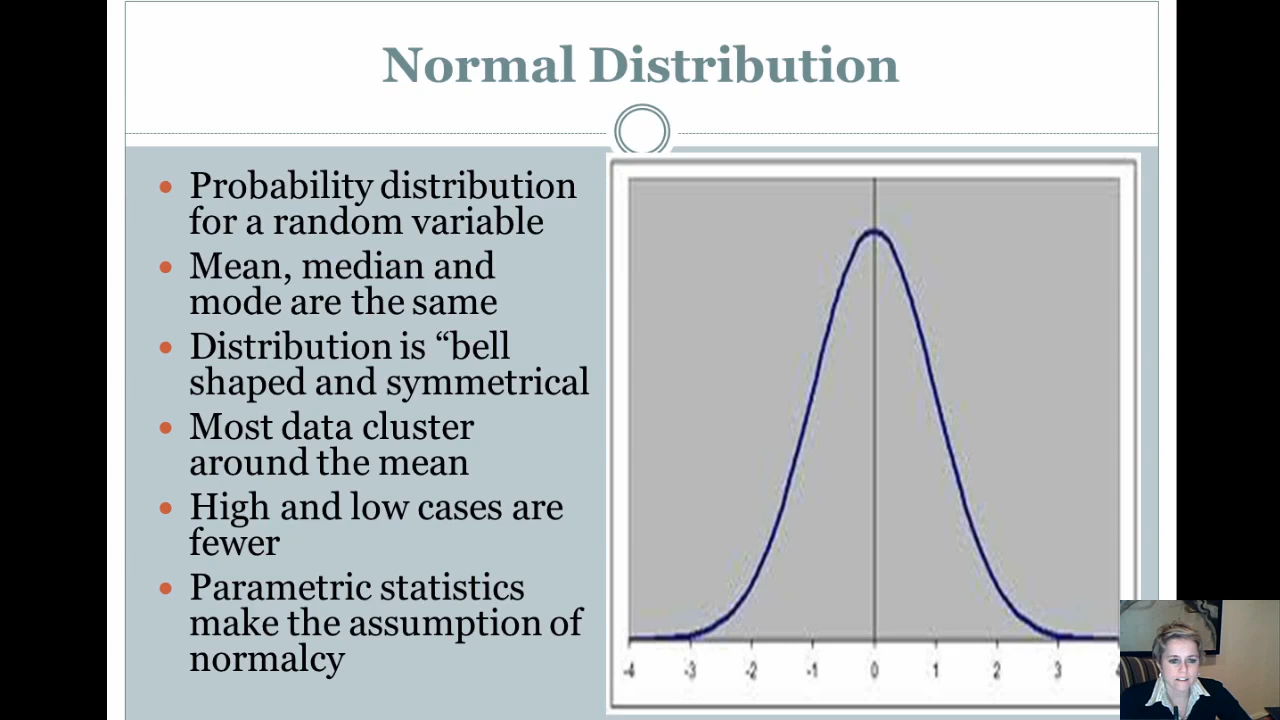 Normal Distribution
Probability distribution
for a random variable
Mean, median and
mode are the same
Distribution is “bell
shaped and symmetrical
Most data cluster
around the mean
High and low cases are
fewer
Parametric statistics
make the assumption of
normalcy
-4 -3 -2 -1 0 1 2 3